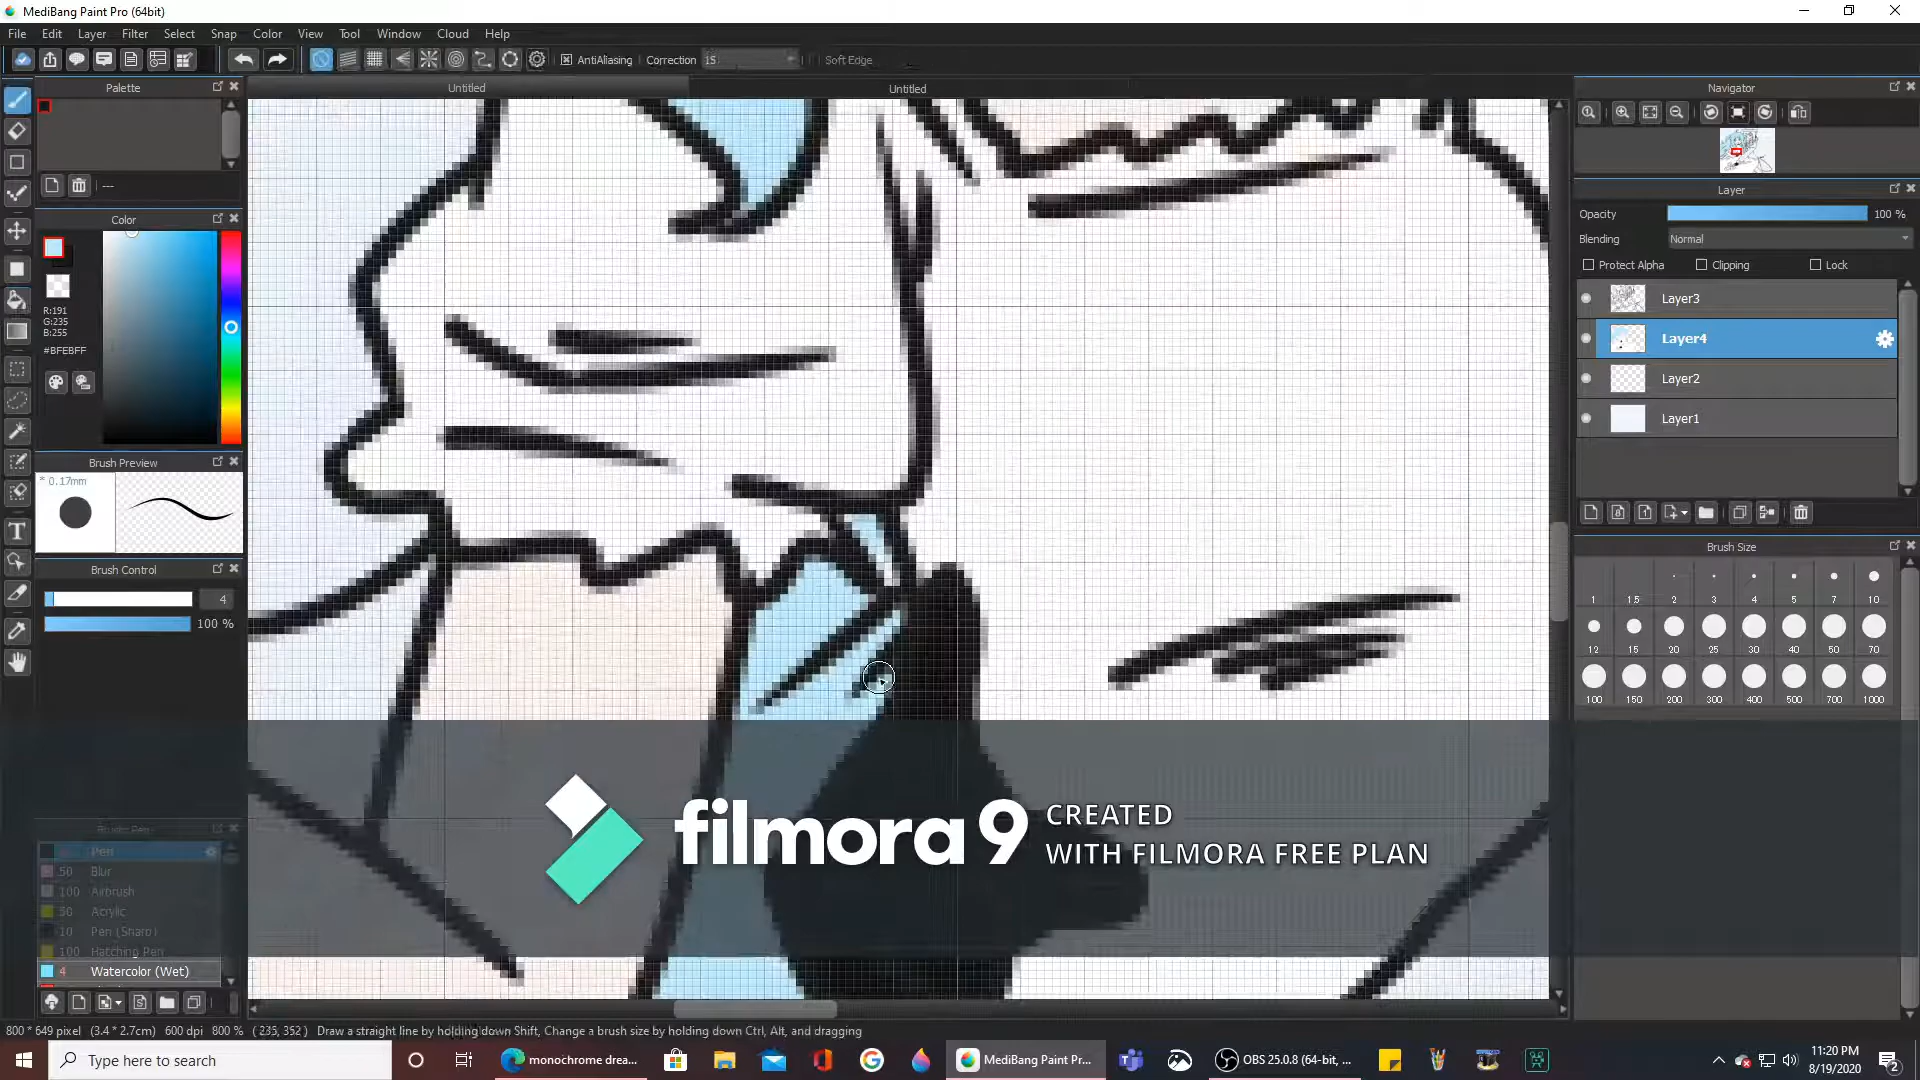 MediBang Paint Pro (64bit)
File Edit Layer Filter Select Snap Color View Tool Window Cloud Help
AntiAliasing Correction 15 Soft Edge
Palette
Untitled
Untitled
Navigator
---
Layer
Opacity 100 %
Blending Normal
Protect Alpha Clipping Lock
Layer3
Layer4
Layer2
Layer1
Color
R:191
G:235
B:255
#BFEBFF
Brush Preview
* 0.17mm
Brush Control
4
100 %
Brush Size
1 1.5 2 3 4 5 7 10
12 15 20 25 30 40 50 70
100 150 200 300 400 500 700 1000
filmora 9 CREATED
WITH FILMORA FREE PLAN
Pen
50 Blur
100 Airbrush
50 Acrylic
10 Pen (Sharp)
100 Hatching Pen
4 Watercolor (Wet)
800 * 649 pixel (3.4 * 2.7cm) 600 dpi 800 % ( 235, 352 ) Draw a straight line by holding down Shift, Change a brush size by holding down Ctrl, Alt, and dragging
Type here to search
monochrome drea...
MediBang Paint Pr...
OBS 25.0.8 (64-bit, ...
11:20 PM
8/19/2020
2